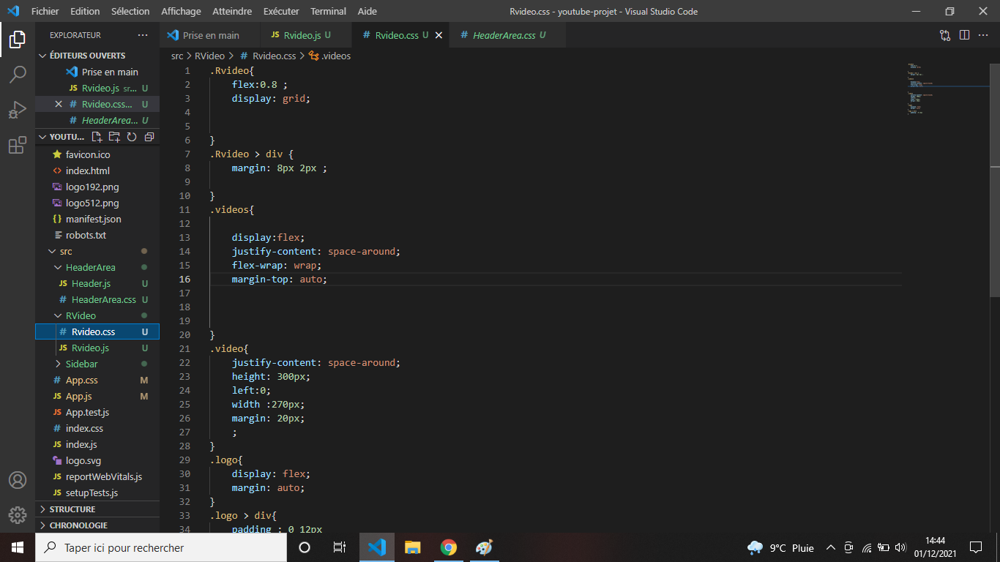 Fichier Edition Sélection Affichage Atteindre Exécuter Terminal Aide Rvideo.css - youtube-projet - Visual Studio Code
EXPLORATEUR ···
ÉDITEURS OUVERTS
Prise en main
JS Rvideo.js sr... U
# Rvideo.css... U
# HeaderArea... U
YOUTU...
favicon.ico
<> index.html
logo192.png
logo512.png
{} manifest.json
robots.txt
src
HeaderArea
JS Header.js U
# HeaderArea.css U
RVideo
# Rvideo.css U
JS Rvideo.js U
Sidebar
# App.css M
JS App.js M
JS App.test.js
# index.css
JS index.js
logo.svg
JS reportWebVitals.js
JS setupTests.js
STRUCTURE
CHRONOLOGIE
Prise en main JS Rvideo.js U # Rvideo.css U # HeaderArea.css U ···
src > RVideo > # Rvideo.css > .videos
1 .Rvideo{
2 flex:0.8 ;
3 display: grid;
4
5
6 }
7 .Rvideo > div {
8 margin: 8px 2px ;
9
10 }
11 .videos{
12
13 display:flex;
14 justify-content: space-around;
15 flex-wrap: wrap;
16 margin-top: auto;
17
18
19
20 }
21 .video{
22 justify-content: space-around;
23 height: 300px;
24 left:0;
25 width :270px;
26 margin: 20px;
27 ;
28 }
29 .logo{
30 display: flex;
31 margin: auto;
32 }
33 .logo > div{
34 padding : 0 12px
Taper ici pour rechercher
9°C Pluie
14:44
01/12/2021